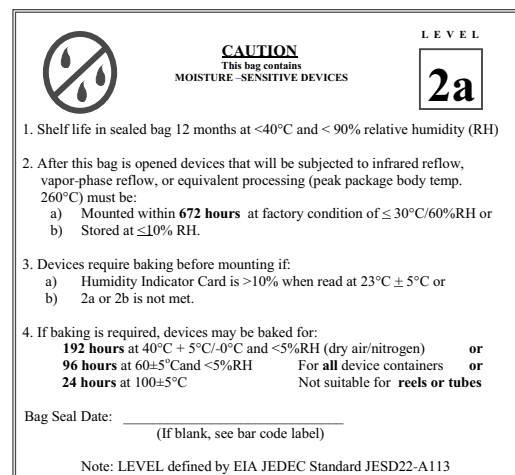 L E V E L
CAUTION
This bag contains
MOISTURE –SENSITIVE DEVICES
2a
1. Shelf life in sealed bag 12 months at <40°C and < 90% relative humidity (RH)
2. After this bag is opened devices that will be subjected to infrared reflow,
vapor-phase reflow, or equivalent processing (peak package body temp.
260°C) must be:
a) Mounted within 672 hours at factory condition of ≤ 30°C/60%RH or
b) Stored at ≤10% RH.
3. Devices require baking before mounting if:
a) Humidity Indicator Card is >10% when read at 23°C ± 5°C or
b) 2a or 2b is not met.
4. If baking is required, devices may be baked for:
192 hours at 40°C + 5°C/-0°C and <5%RH (dry air/nitrogen) or
96 hours at 60±5°Cand <5%RH For all device containers or
24 hours at 100±5°C Not suitable for reels or tubes
Bag Seal Date: ______________________________
(If blank, see bar code label)
Note: LEVEL defined by EIA JEDEC Standard JESD22-A113